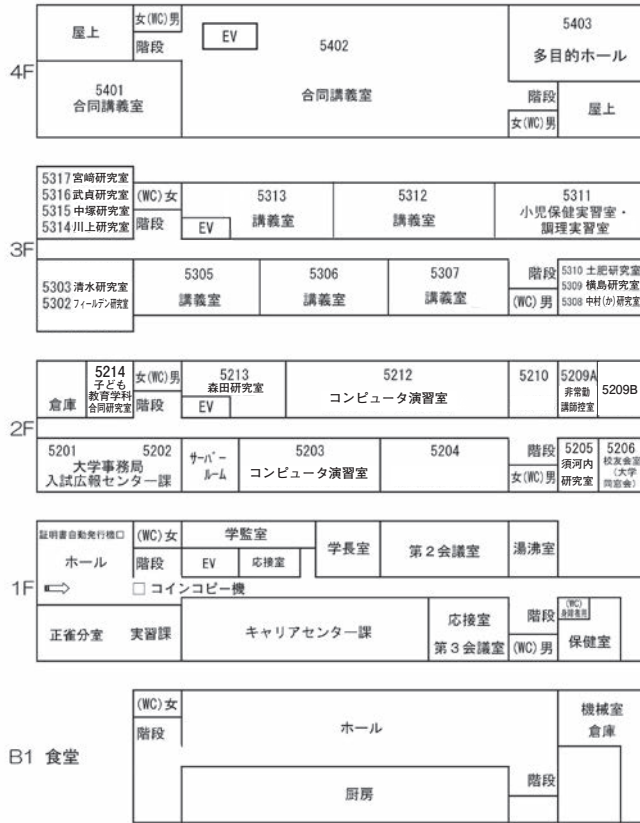 4F
屋上
女(WC)男
階段
EV
5402
合同講義室
5403
多目的ホール
5401
合同講義室
階段
女(WC)男
屋上
3F
5317 宮﨑研究室
5316 武貞研究室
5315 中塚研究室
5314 川上研究室
(WC)女
階段
EV
5313
講義室
5312
講義室
5311
小児保健実習室・
調理実習室
5303 清水研究室
5302 フィールデン研究室
5305
講義室
5306
講義室
5307
講義室
階段
(WC)男
5310 土肥研究室
5309 横島研究室
5308 中村(か)研究室
2F
倉庫
5214
子ども
教育学科
合同研究室
女(WC)男
階段
5213
森田研究室
EV
5212
コンピュータ演習室
5210
5209A
非常勤
講師控室
5209B
5201
5202
大学事務局
入試広報センター課
サーバー
ルーム
5203
コンピュータ演習室
5204
階段
女(WC)男
5205
須河内
研究室
5206
校友会室
(大学
同窓会)
1F
証明書自動発行機口
ホール
(WC)女
階段
学監室
EV
応接室
学長室
第2会議室
湯沸室
□ コインコピー機
正雀分室
実習課
キャリアセンター課
応接室
第3会議室
階段
(WC)男
(WC)
身障者用
保健室
B1 食堂
(WC)女
階段
ホール
機械室
倉庫
厨房
階段